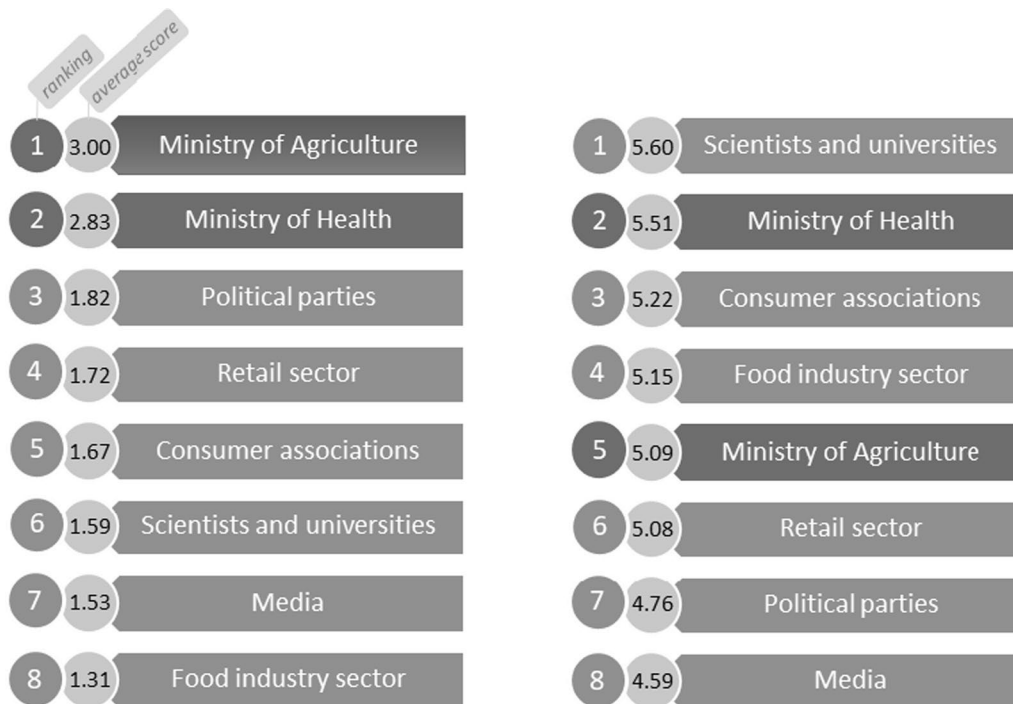 ranking
average score
1 3.00 Ministry of Agriculture
2 2.83 Ministry of Health
3 1.82 Political parties
4 1.72 Retail sector
5 1.67 Consumer associations
6 1.59 Scientists and universities
7 1.53 Media
8 1.31 Food industry sector
1 5.60 Scientists and universities
2 5.51 Ministry of Health
3 5.22 Consumer associations
4 5.15 Food industry sector
5 5.09 Ministry of Agriculture
6 5.08 Retail sector
7 4.76 Political parties
8 4.59 Media